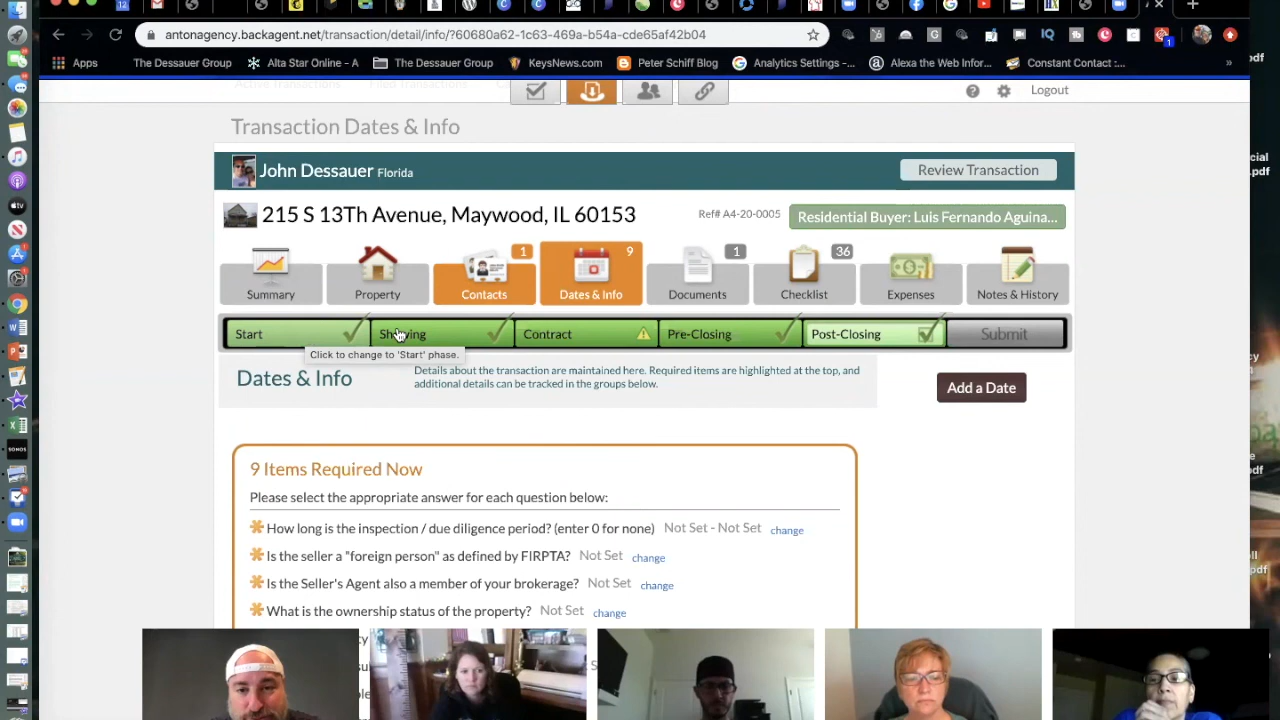 12
antonagency.backagent.net/transaction/detail/info/?60680a62-1c63-469a-b54a-cde65af42b04
Apps The Dessauer Group Alta Star Online - A The Dessauer Group KeysNews.com Peter Schiff Blog Analytics Settings -... Alexa the Web Infor... Constant Contact :... »
Logout
Transaction Dates & Info
John Dessauer Florida
Review Transaction
215 S 13Th Avenue, Maywood, IL 60153
Ref# A4-20-0005
Residential Buyer: Luis Fernando Aguina...
1 9 1 36
Summary Property Contacts Dates & Info Documents Checklist Expenses Notes & History
Start Showing Contract Pre-Closing Post-Closing Submit
Click to change to 'Start' phase.
Dates & Info
Details about the transaction are maintained here. Required items are highlighted at the top, and
additional details can be tracked in the groups below.
Add a Date
9 Items Required Now
Please select the appropriate answer for each question below:
How long is the inspection / due diligence period? (enter 0 for none) Not Set - Not Set change
Is the seller a "foreign person" as defined by FIRPTA? Not Set change
Is the Seller's Agent also a member of your brokerage? Not Set change
What is the ownership status of the property? Not Set change
cial
.pdf